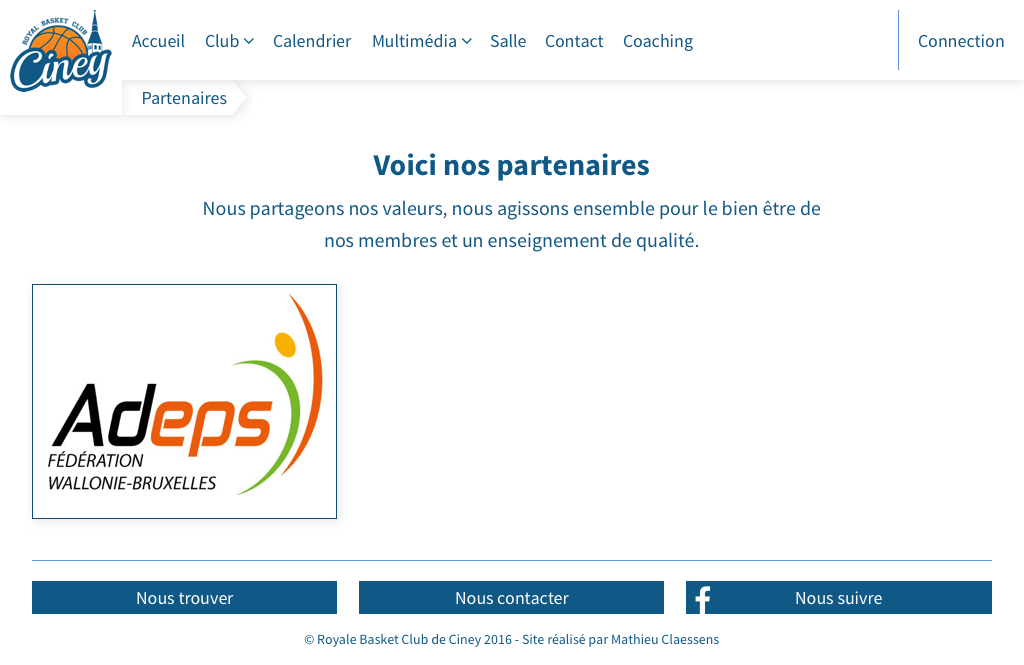 ROYAL BASKET CLUB
Ciney
Accueil
Club
Calendrier
Multimédia
Salle
Contact
Coaching
Connection
Partenaires
Voici nos partenaires
Nous partageons nos valeurs, nous agissons ensemble pour le bien être de
nos membres et un enseignement de qualité.
Adeps
FÉDÉRATION
WALLONIE-BRUXELLES
Nous trouver
Nous contacter
Nous suivre
© Royale Basket Club de Ciney 2016 - Site réalisé par Mathieu Claessens